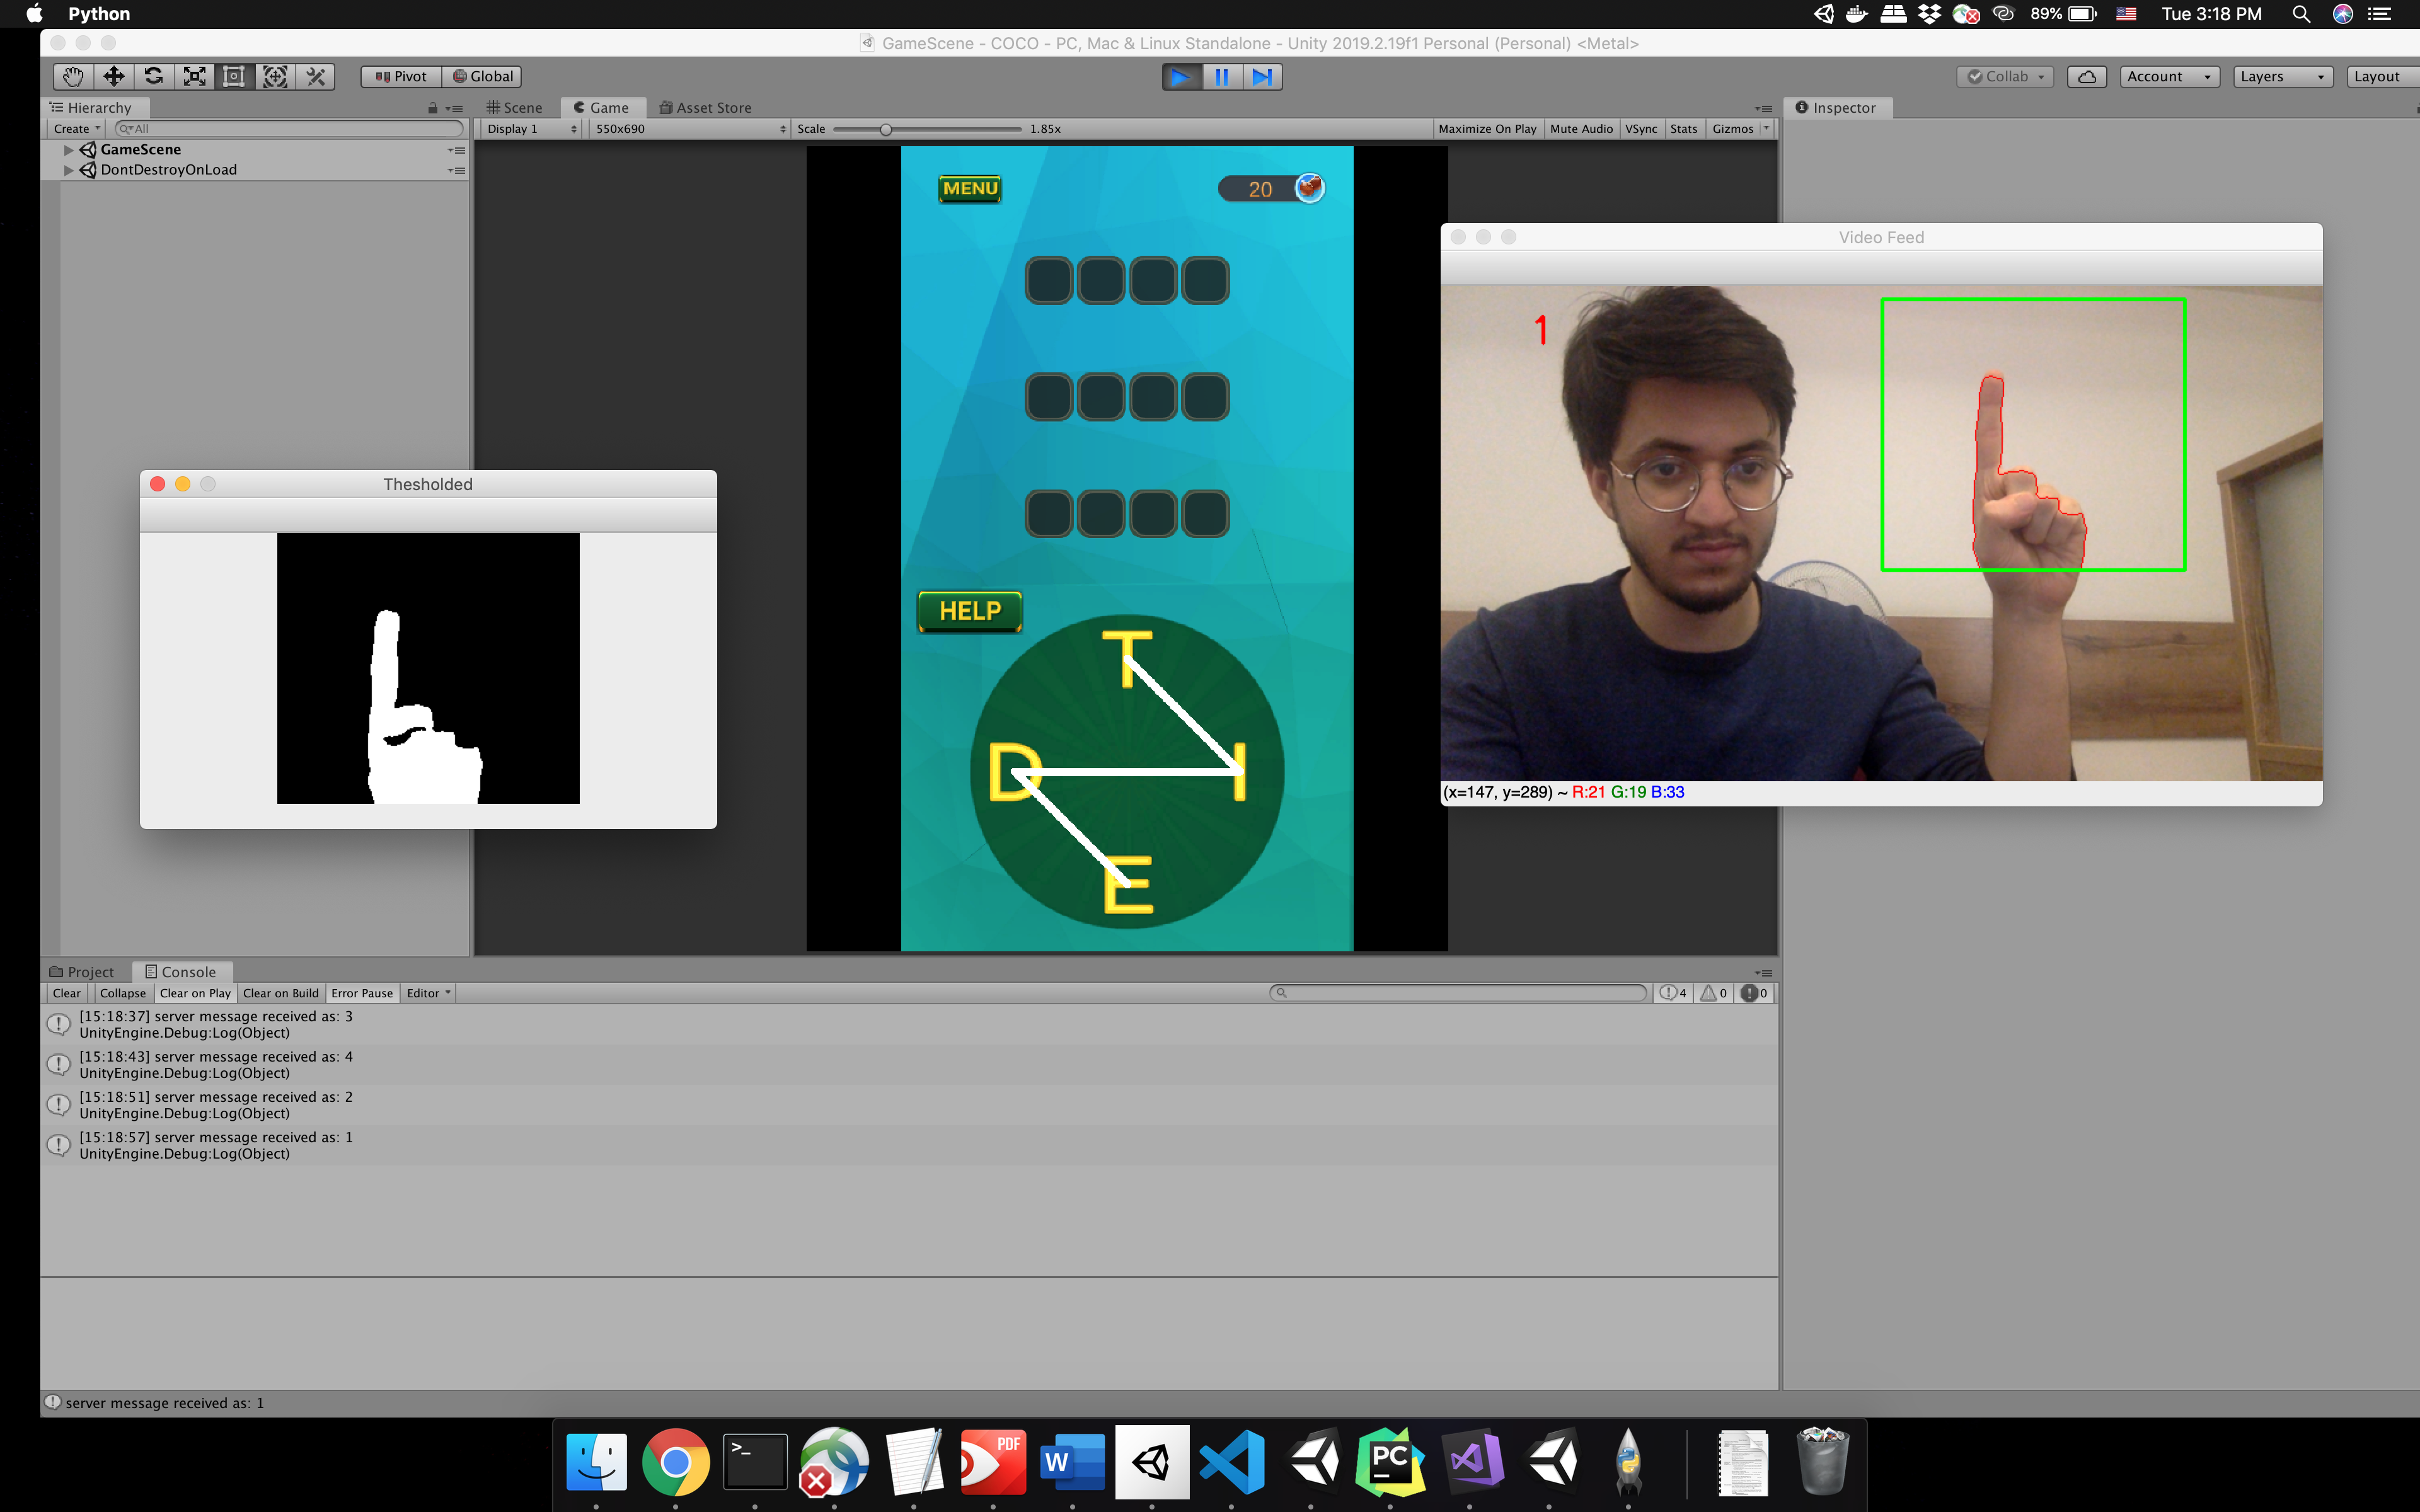 Python
89%
Tue 3:18 PM
GameScene - COCO - PC, Mac & Linux Standalone - Unity 2019.2.19f1 Personal (Personal) <Metal>
Pivot Global
Collab Account Layers Layout
Hierarchy
Scene Game Asset Store
Inspector
Create All
Display 1 550x690 Scale 1.85x Maximize On Play Mute Audio VSync Stats Gizmos
GameScene
DontDestroyOnLoad
MENU
20
Video Feed
1
Thesholded
HELP
T
D I
E
(x=147, y=289) ~ R:21 G:19 B:33
Project Console
Clear Collapse Clear on Play Clear on Build Error Pause Editor 4 0 0
[15:18:37] server message received as: 3
UnityEngine.Debug:Log(Object)
[15:18:43] server message received as: 4
UnityEngine.Debug:Log(Object)
[15:18:51] server message received as: 2
UnityEngine.Debug:Log(Object)
[15:18:57] server message received as: 1
UnityEngine.Debug:Log(Object)
server message received as: 1
>_
PDF
W
PC